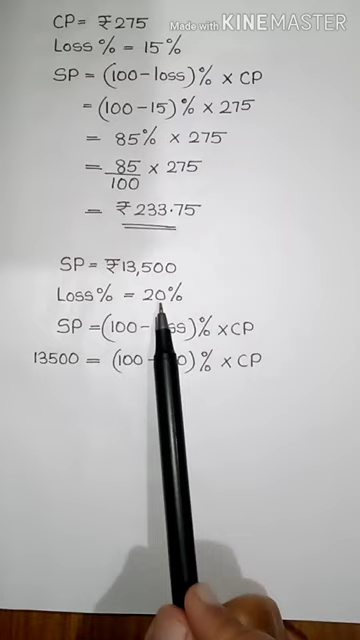 CP = ₹275
Made with KINEMASTER
Loss % = 15%
SP = (100-loss)% × CP
= (100-15)% × 275
= 85% × 275
= 85/100 × 275
= ₹233.75
SP = ₹13,500
Loss% = 20%
SP = (100- )% × CP
13500 = (100- )% × CP